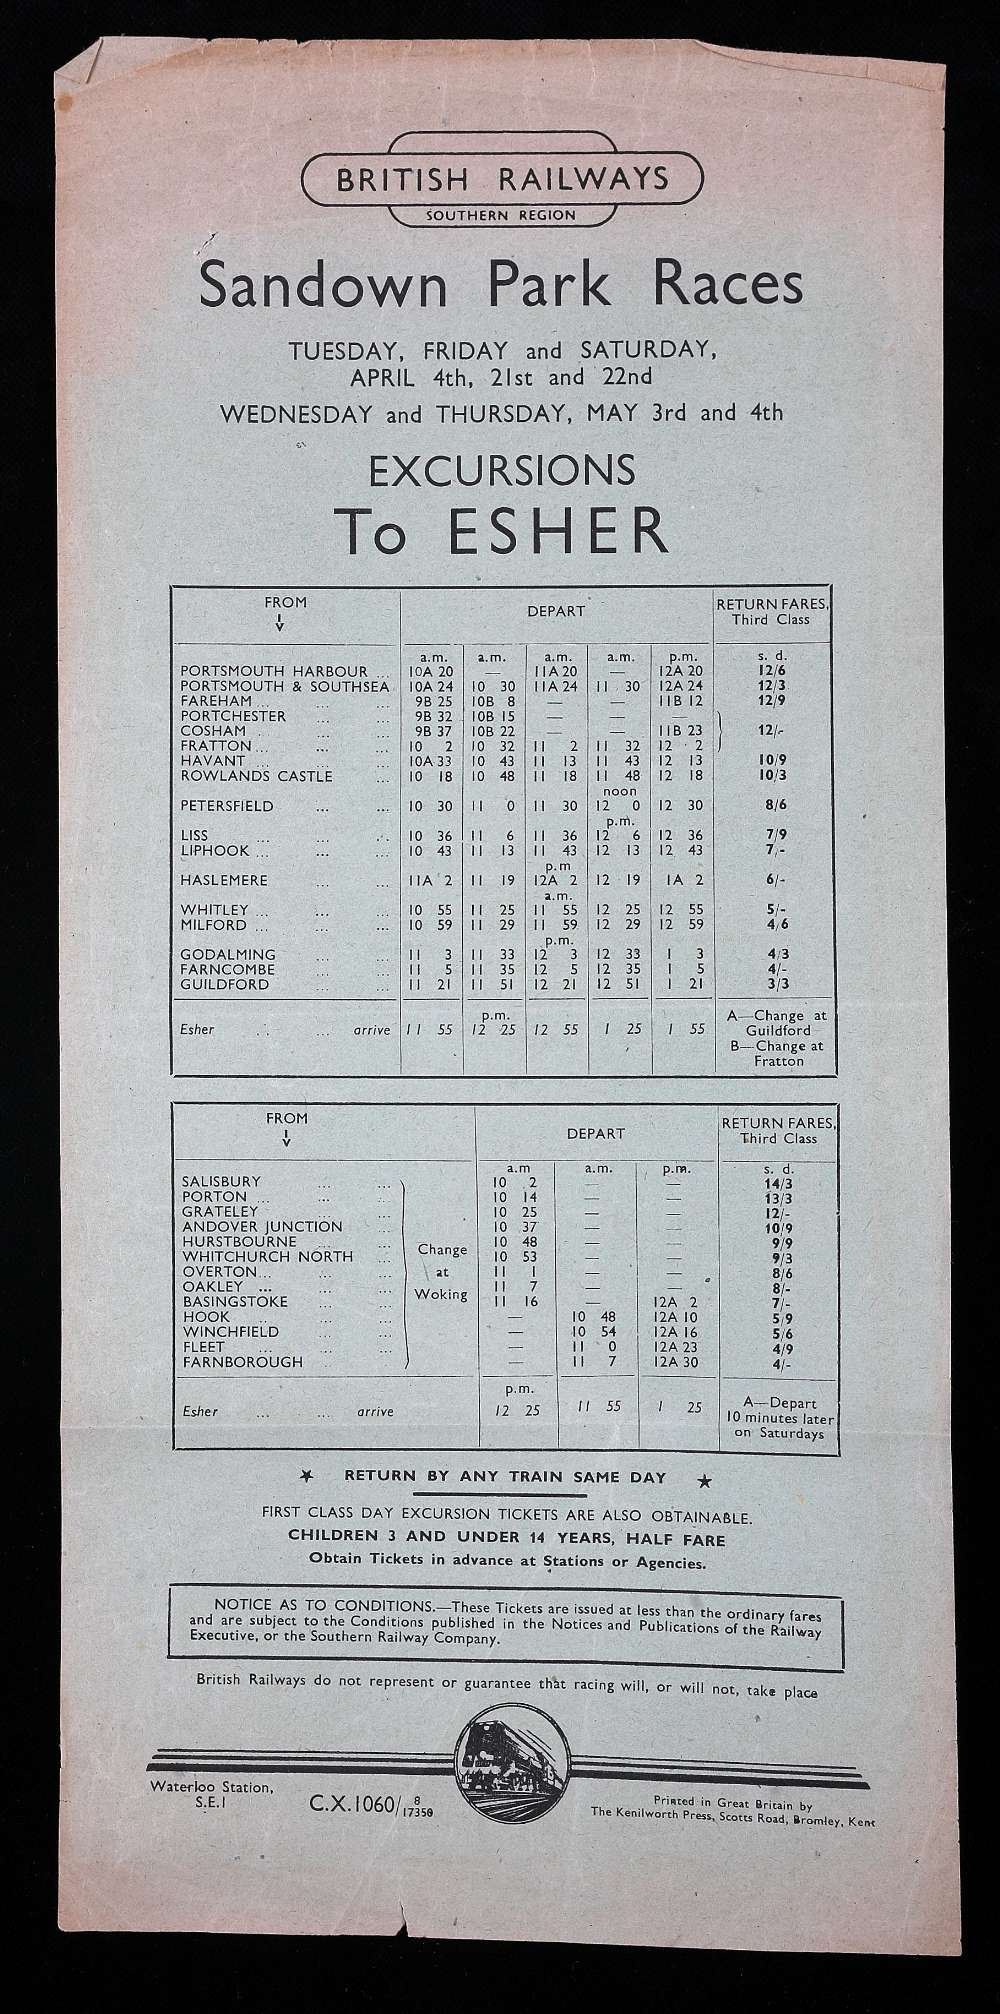 BRITISH RAILWAYS
SOUTHERN REGION
Sandown Park Races
TUESDAY, FRIDAY and SATURDAY,
APRIL 4th, 21st and 22nd
WEDNESDAY and THURSDAY, MAY 3rd and 4th
EXCURSIONS
To ESHER
FROM DEPART RETURN FARES, Third Class
a.m. a.m. a.m. a.m. p.m. s. d.
PORTSMOUTH HARBOUR ... 10A 20 — 11A 20 — 12A 20 12/6
PORTSMOUTH & SOUTHSEA 10A 24 10 30 11A 24 11 30 12A 24 12/3
FAREHAM ... ... ... 9B 25 10B 8 — — 11B 12 12/9
PORTCHESTER ... ... 9B 32 10B 15 — — —
COSHAM ... ... 9B 37 10B 22 — — 11B 23 12/-
FRATTON ... ... ... 10 2 10 32 11 2 11 32 12 2
HAVANT ... ... ... 10A 33 10 43 11 13 11 43 12 13 10/9
ROWLANDS CASTLE ... 10 18 10 48 11 18 11 48 12 18 10/3
noon
PETERSFIELD ... ... 10 30 11 0 11 30 12 0 12 30 8/6
p.m.
LISS ... ... ... 10 36 11 6 11 36 12 6 12 36 7/9
LIPHOOK ... ... ... 10 43 11 13 11 43 12 13 12 43 7/-
p.m
HASLEMERE ... ... 11A 2 11 19 12A 2 12 19 1A 2 6/-
a.m.
WHITLEY ... ... ... 10 55 11 25 11 55 12 25 12 55 5/-
MILFORD ... ... ... 10 59 11 29 11 59 12 29 12 59 4/6
p.m.
GODALMING ... ... 11 3 11 33 12 3 12 33 1 3 4/3
FARNCOMBE ... ... 11 5 11 35 12 5 12 35 1 5 4/-
GUILDFORD ... ... 11 21 11 51 12 21 12 51 1 21 3/3
p.m.
Esher ... ... arrive 11 55 12 25 12 55 1 25 1 55
A—Change at
Guildford
B—Change at
Fratton
FROM DEPART RETURN FARES, Third Class
a.m a.m. p.m. s. d.
SALISBURY ... ... 10 2 — — 14/3
PORTON ... ... ... 10 14 — — 13/3
GRATELEY ... ... 10 25 — — 12/-
ANDOVER JUNCTION ... 10 37 — — 10/9
HURSTBOURNE ... ... 10 48 — — 9/9
WHITCHURCH NORTH ... 10 53 — — 9/3
OVERTON... ... ... 11 1 — — 8/6
OAKLEY ... ... ... 11 7 — — 8/-
BASINGSTOKE ... ... 11 16 — 12A 2 7/-
HOOK ... ... — 10 48 12A 10 5/9
WINCHFIELD ... ... — 10 54 12A 16 5/6
FLEET ... ... ... — 11 0 12A 23 4/9
FARNBOROUGH ... — 11 7 12A 30 4/-
Change
at
Woking
p.m.
Esher ... ... arrive 12 25 11 55 1 25
A—Depart
10 minutes later
on Saturdays
★ RETURN BY ANY TRAIN SAME DAY ★
FIRST CLASS DAY EXCURSION TICKETS ARE ALSO OBTAINABLE.
CHILDREN 3 AND UNDER 14 YEARS, HALF FARE
Obtain Tickets in advance at Stations or Agencies.
NOTICE AS TO CONDITIONS.—These Tickets are issued at less than the ordinary fares
and are subject to the Conditions published in the Notices and Publications of the Railway
Executive, or the Southern Railway Company.
British Railways do not represent or guarantee that racing will, or will not, take place
Waterloo Station,
S.E.1
C.X.1060/ 8 17350
Printed in Great Britain by
The Kenilworth Press, Scotts Road, Bromley, Kent